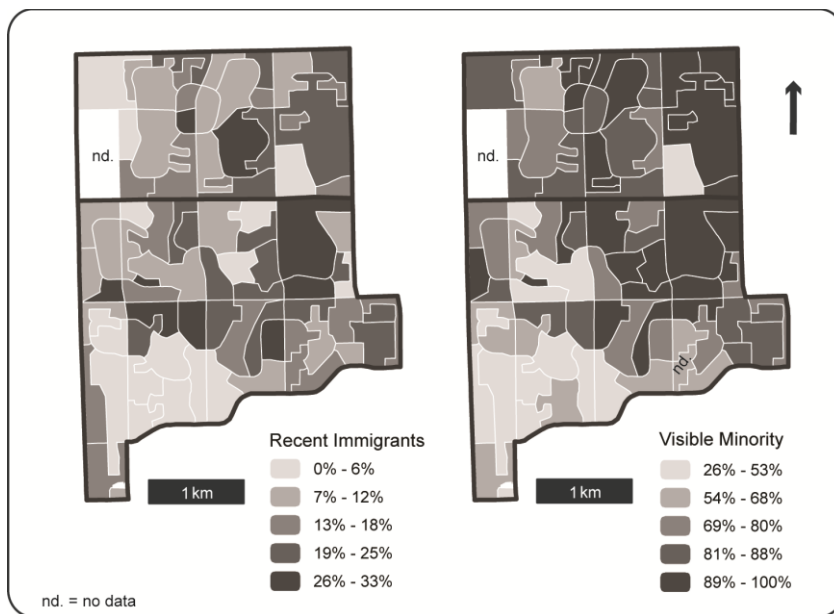 nd.
nd.
nd.
Recent Immigrants
0% - 6%
7% - 12%
13% - 18%
19% - 25%
26% - 33%
1 km
Visible Minority
26% - 53%
54% - 68%
69% - 80%
81% - 88%
89% - 100%
1 km
nd. = no data